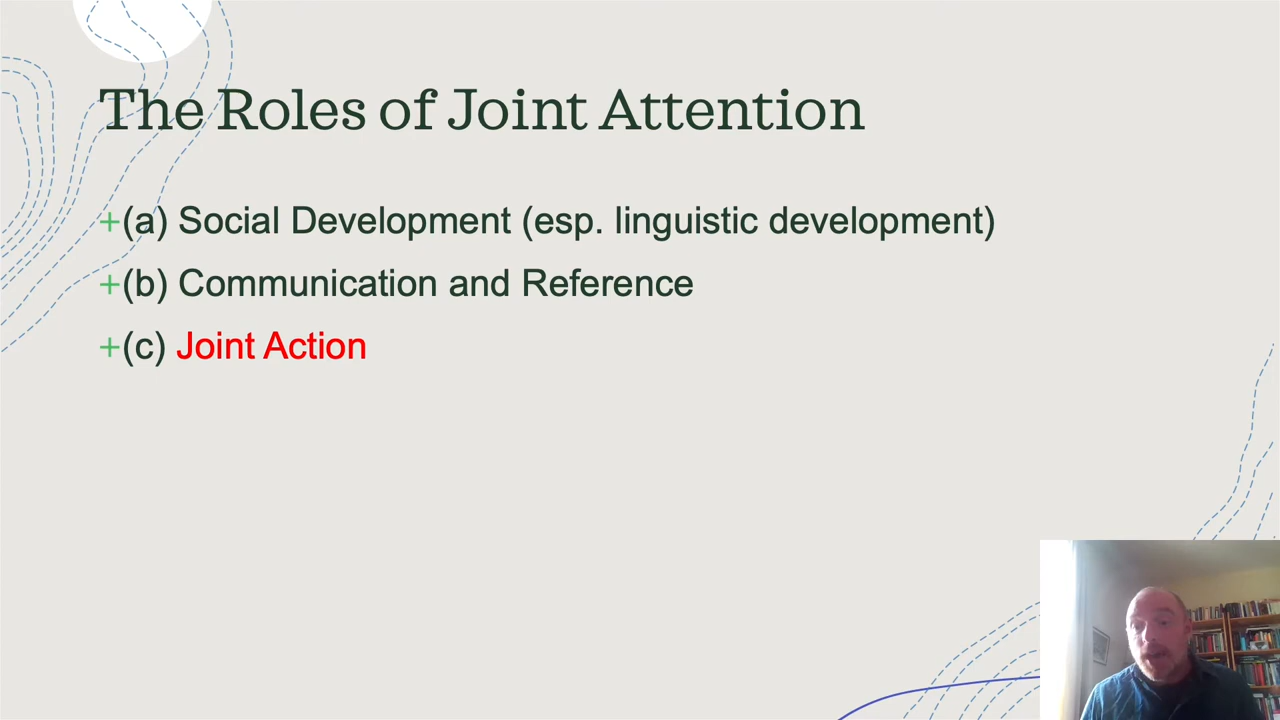 The Roles of Joint Attention
+(a) Social Development (esp. linguistic development)
+(b) Communication and Reference
+(c) Joint Action